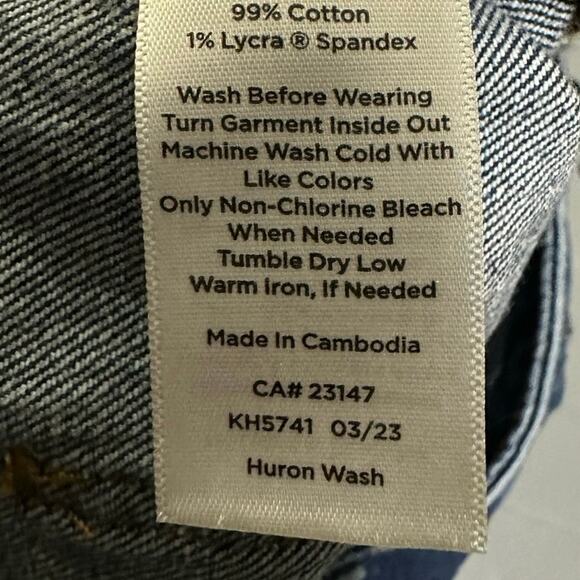 99% Cotton
1% Lycra ® Spandex
Wash Before Wearing
Turn Garment Inside Out
Machine Wash Cold With
Like Colors
Only Non-Chlorine Bleach
When Needed
Tumble Dry Low
Warm Iron, If Needed
Made In Cambodia
CA# 23147
KH5741 03/23
Huron Wash